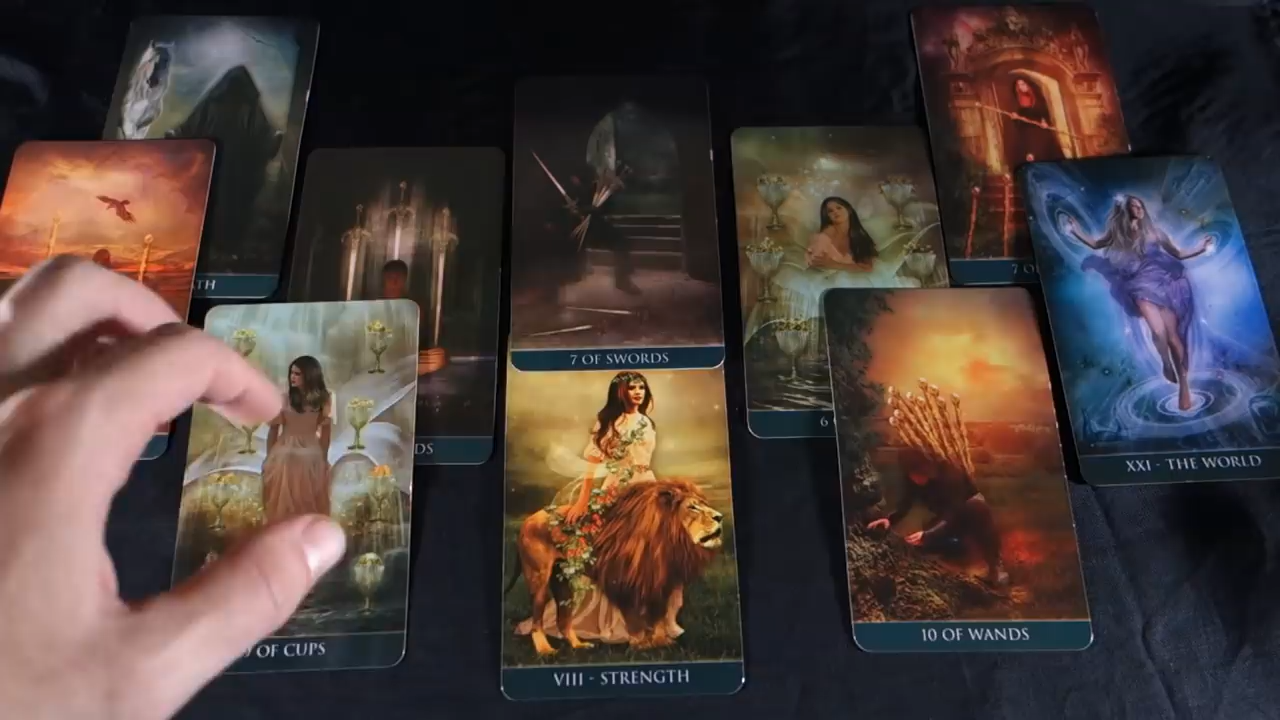 TH
7 OF SWORDS
7 O
DS
6
XXI - THE WORLD
10 OF WANDS
OF CUPS
VIII - STRENGTH